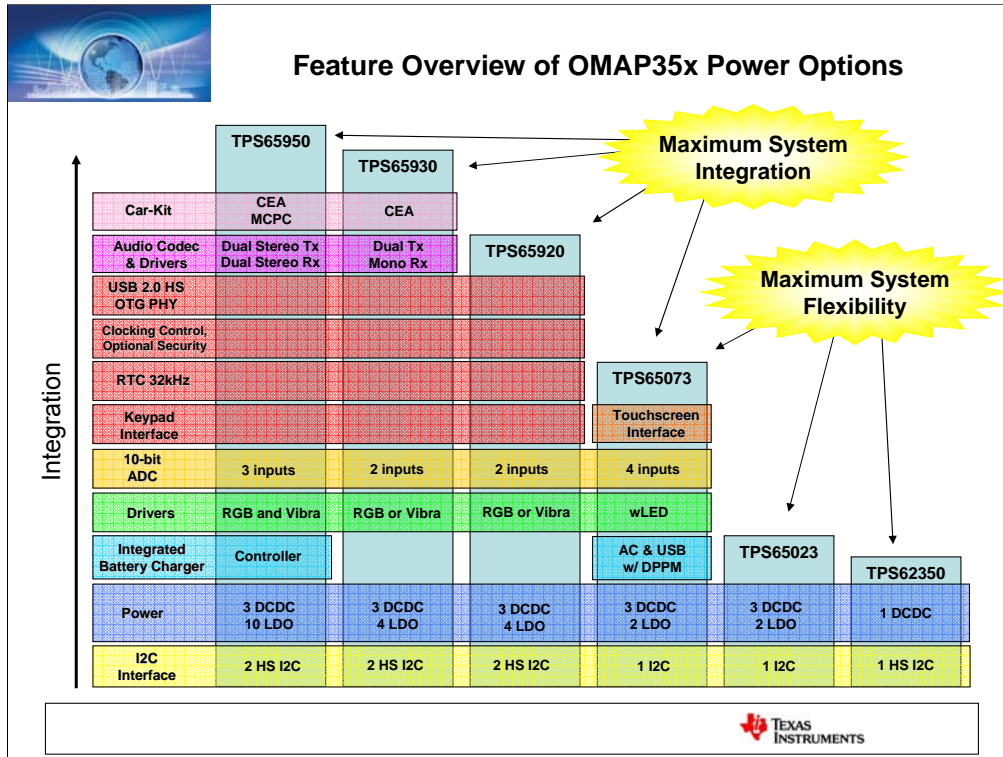 Feature Overview of OMAP35x Power Options
TPS65950
TPS65930
Maximum System
Integration
Car-Kit
CEA
MCPC
CEA
Audio Codec
& Drivers
Dual Stereo Tx
Dual Stereo Rx
Dual Tx
Mono Rx
TPS65920
Maximum System
Flexibility
USB 2.0 HS
OTG PHY
Clocking Control,
Optional Security
RTC 32kHz
TPS65073
Keypad
Interface
Touchscreen
Interface
10-bit
ADC
3 inputs
2 inputs
2 inputs
4 inputs
Drivers
RGB and Vibra
RGB or Vibra
RGB or Vibra
wLED
Integrated
Battery Charger
Controller
AC & USB
w/ DPPM
TPS65023
TPS62350
Power
3 DCDC
10 LDO
3 DCDC
4 LDO
3 DCDC
4 LDO
3 DCDC
2 LDO
3 DCDC
2 LDO
1 DCDC
I2C
Interface
2 HS I2C
2 HS I2C
2 HS I2C
1 I2C
1 I2C
1 HS I2C
Integration
TEXAS
INSTRUMENTS